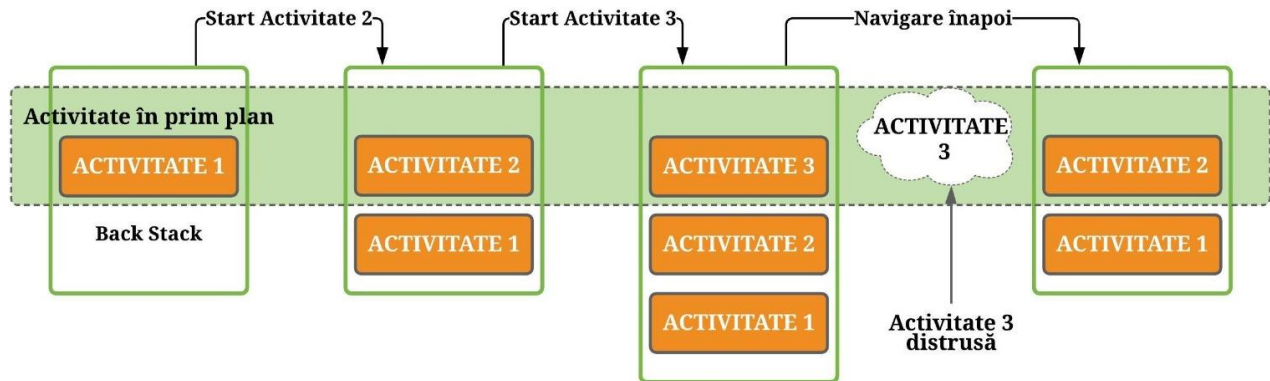 Start Activitate 2
Start Activitate 3
Navigare înapoi
Activitate în prim plan
ACTIVITATE 1
Back Stack
ACTIVITATE 2
ACTIVITATE 1
ACTIVITATE 3
ACTIVITATE 2
ACTIVITATE 1
ACTIVITATE
3
Activitate 3
distrusă
ACTIVITATE 2
ACTIVITATE 1